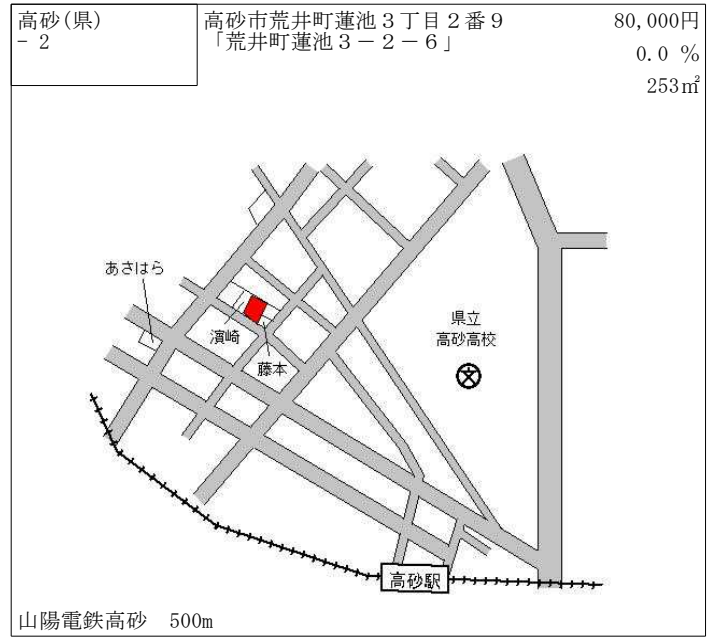 高砂(県)
- 2
高砂市荒井町蓮池３丁目２番９
「荒井町蓮池３－２－６」
80,000円
0.0 %
253㎡
あさはら
濵崎
藤本
県立
高砂高校
高砂駅
山陽電鉄高砂 500m